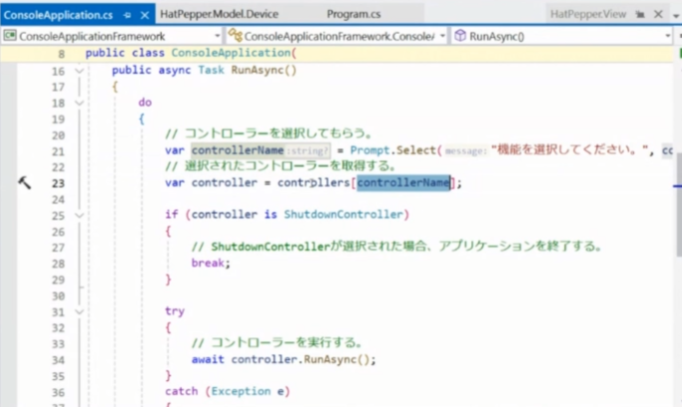 ConsoleApplication.cs HatPepper.Model.Device Program.cs HatPepper.View
ConsoleApplicationFramework ConsoleApplicationFramework.Console RunAsync()
8 public class ConsoleApplication(
16 public async Task RunAsync()
17 {
18 do
19 {
20 // コントローラーを選択してもらう。
21 var controllerName:string? = Prompt.Select( message: "機能を選択してください。", co
22 // 選択されたコントローラーを取得する。
23 var controller = controllers[controllerName];
24
25 if (controller is ShutdownController)
26 {
27 // ShutdownControllerが選択された場合、アプリケーションを終了する。
28 break;
29 }
30
31 try
32 {
33 // コントローラーを実行する。
34 await controller.RunAsync();
35 }
36 catch (Exception e)